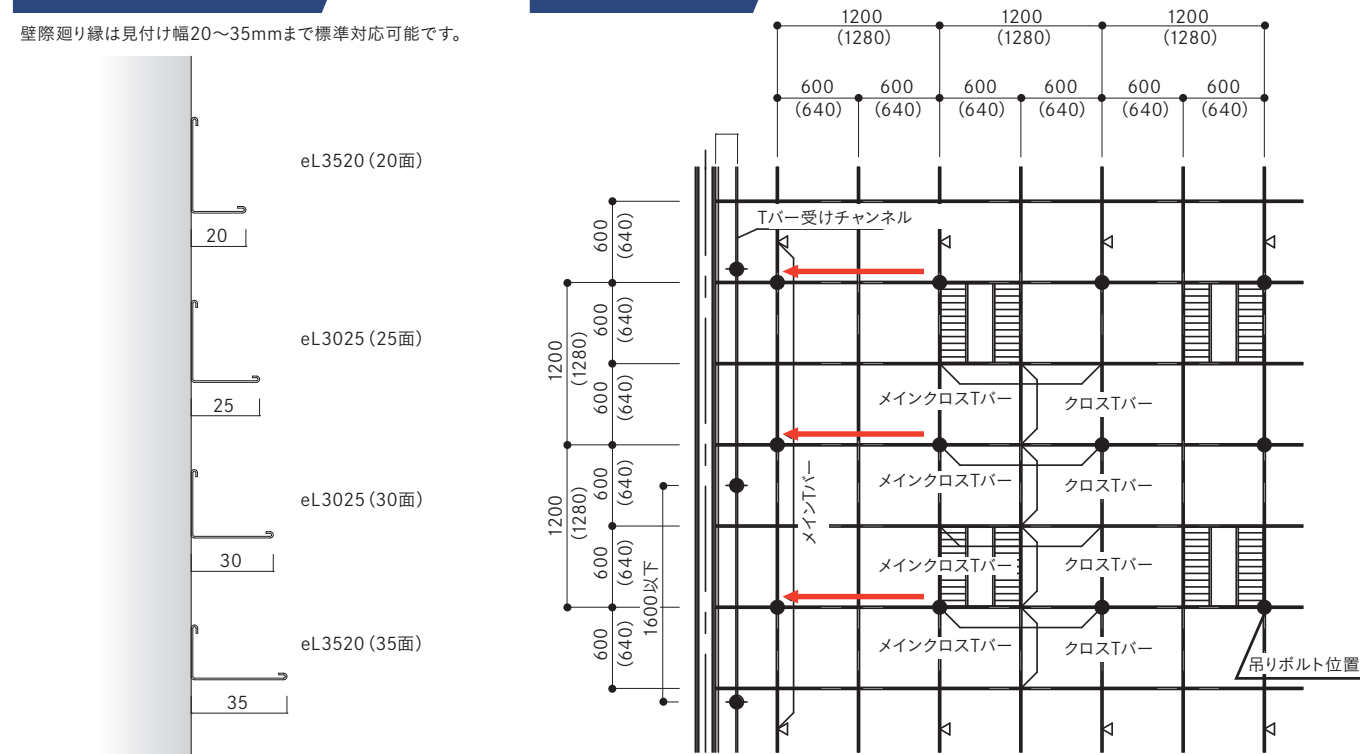 壁際廻り縁は見付け幅20〜35mmまで標準対応可能です。
eL3520（20面）
20
eL3025（25面）
25
eL3025（30面）
30
eL3520（35面）
35
1200 1200 1200
(1280) (1280) (1280)
600 600 600 600 600 600
(640) (640) (640) (640) (640) (640)
Tバー受けチャンネル
600
(640)
1200
(1280)
600
(640)
600
(640)
1200
(1280)
600
(640)
600
(640)
600
(640)
1600以下
メインTバー
メインクロスTバー クロスTバー
メインクロスTバー クロスTバー
メインクロスTバー クロスTバー
メインクロスTバー クロスTバー
吊りボルト位置